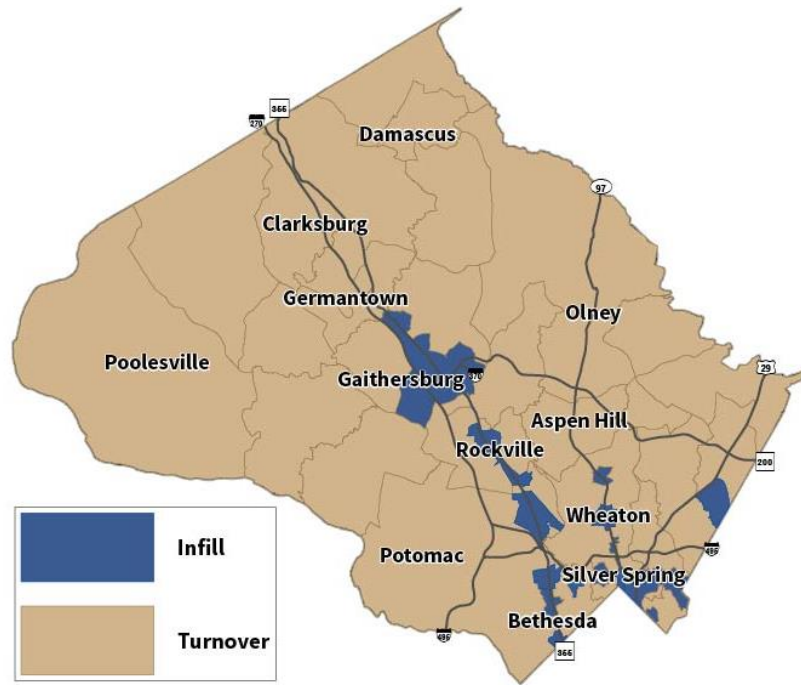 355
270
Damascus
97
Clarksburg
Germantown
Olney
Poolesville
29
Gaithersburg
370
Aspen Hill
Rockville
200
Wheaton
Infill
495
Potomac
Silver Spring
Bethesda
495
355
Turnover